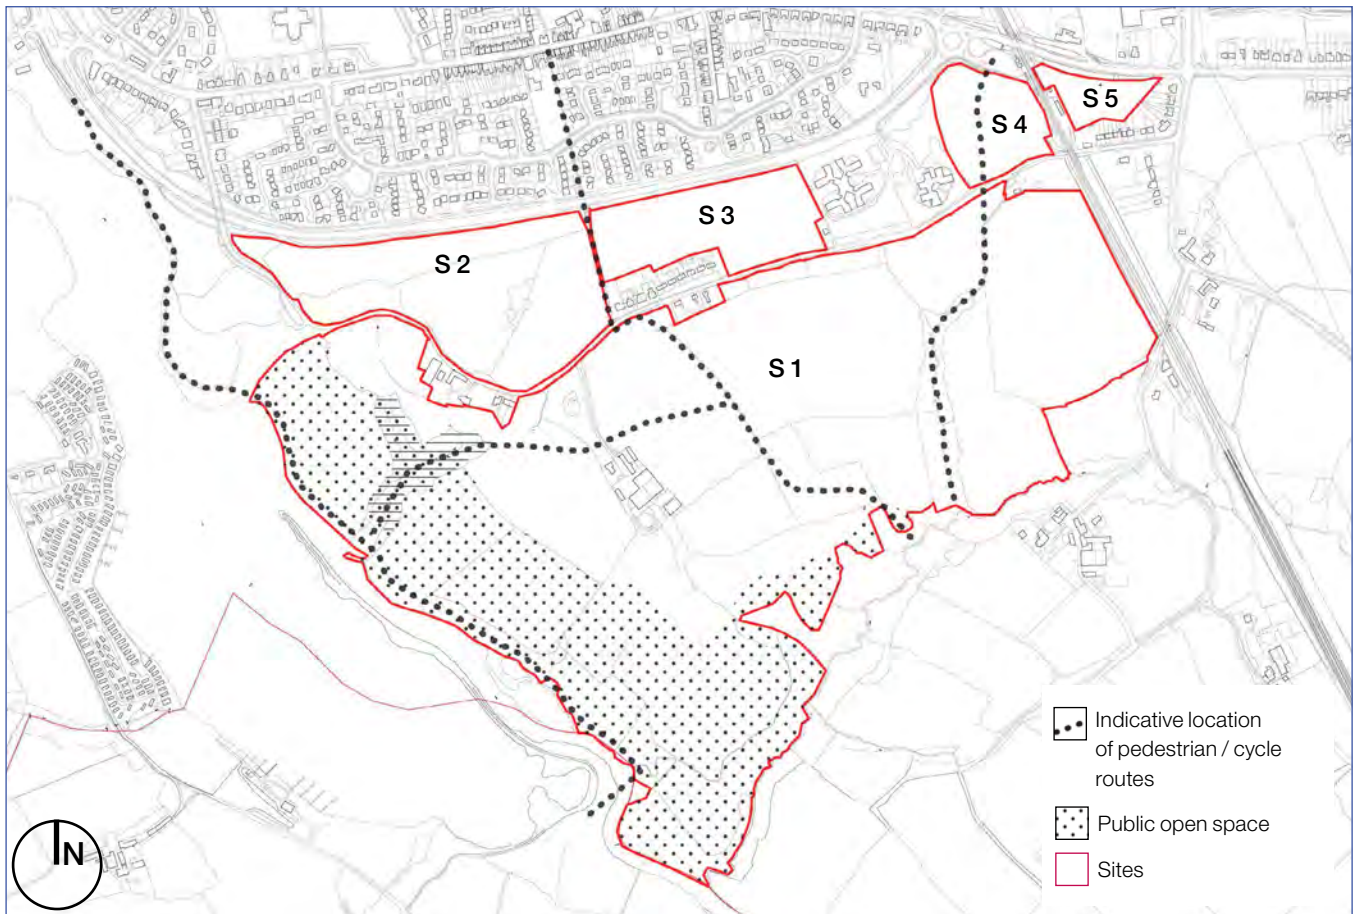 S 5
S 4
S 3
S 2
S 1
Indicative location
of pedestrian / cycle
routes
Public open space
Sites
N